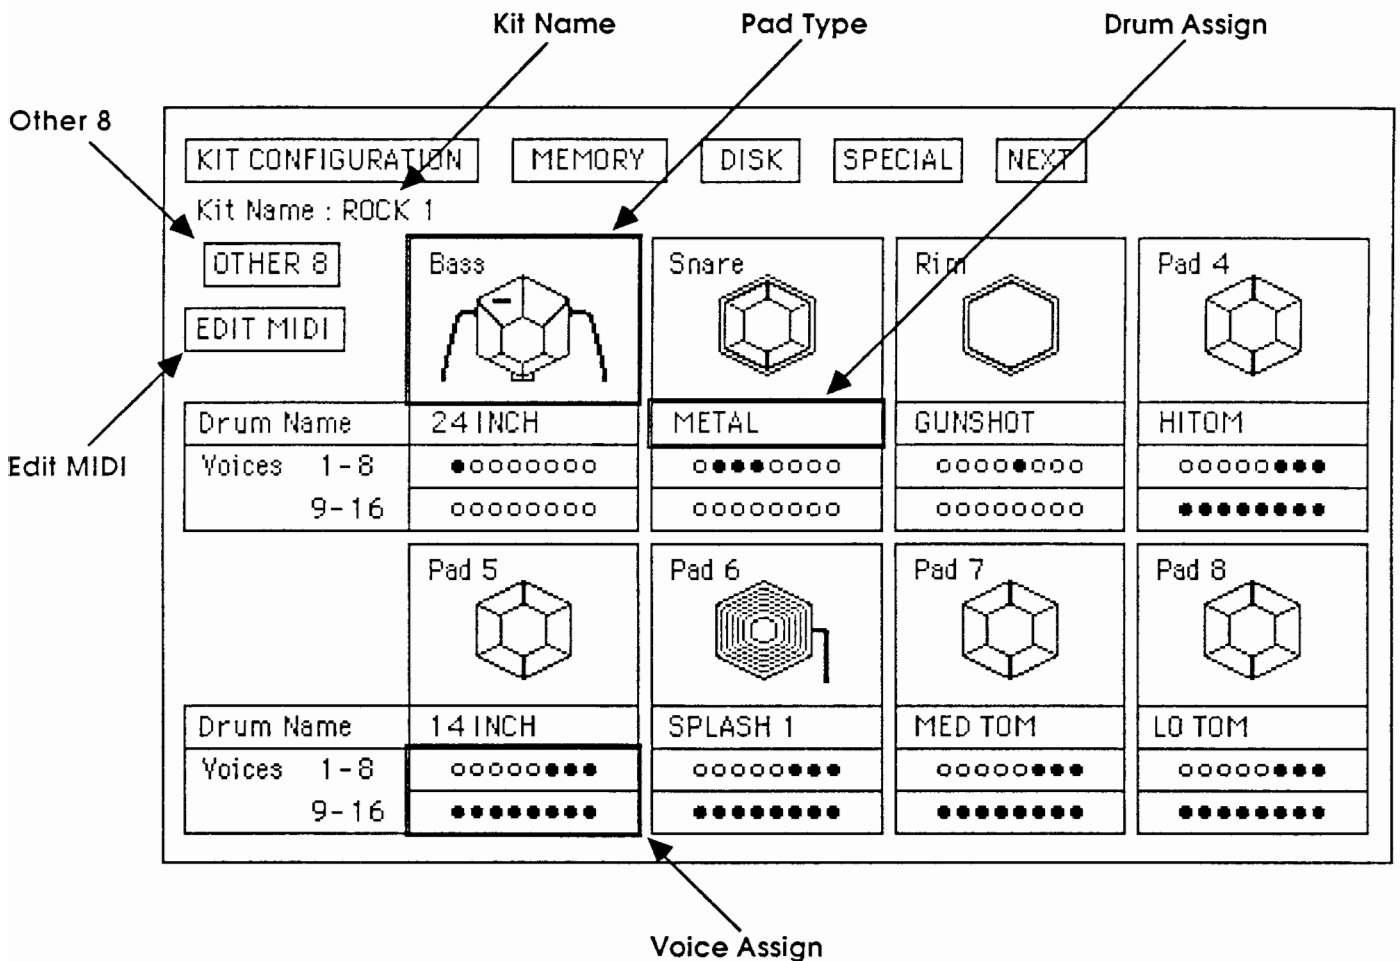 Kit Name Pad Type Drum Assign
Other 8
KIT CONFIGURATION MEMORY DISK SPECIAL NEXT
Kit Name : ROCK 1
OTHER 8 Bass Snare Rim Pad 4
EDIT MIDI
Drum Name 24 INCH METAL GUNSHOT HITOM
Edit MIDI
Voices 1-8
9-16
Pad 5 Pad 6 Pad 7 Pad 8
Drum Name 14 INCH SPLASH 1 MED TOM LO TOM
Voices 1-8
9-16
Voice Assign